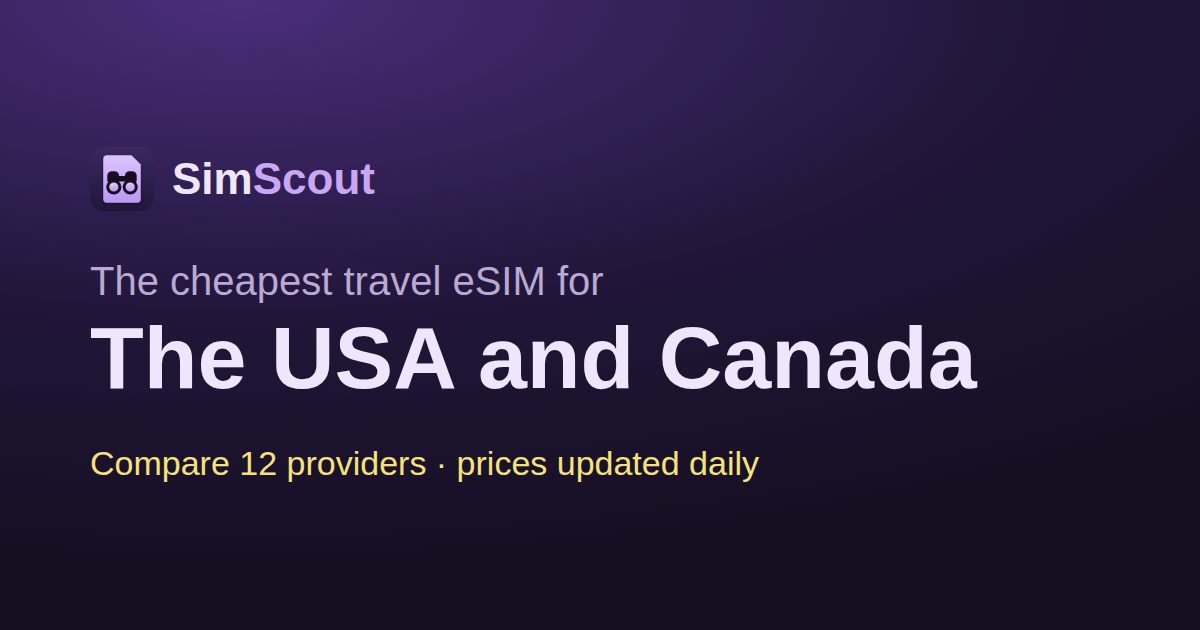 SimScout
The cheapest travel eSIM for
The USA and Canada
Compare 12 providers · prices updated daily